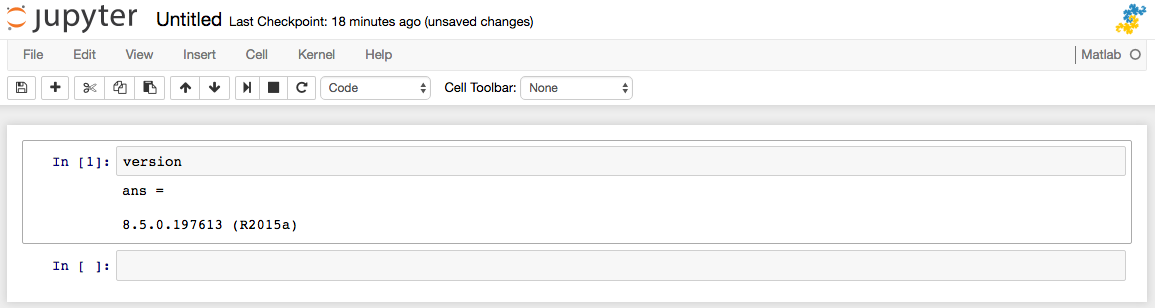 jupyter Untitled Last Checkpoint: 18 minutes ago (unsaved changes)
File Edit View Insert Cell Kernel Help Matlab
Code Cell Toolbar: None
In [1]: version
ans =
8.5.0.197613 (R2015a)
In [ ]: